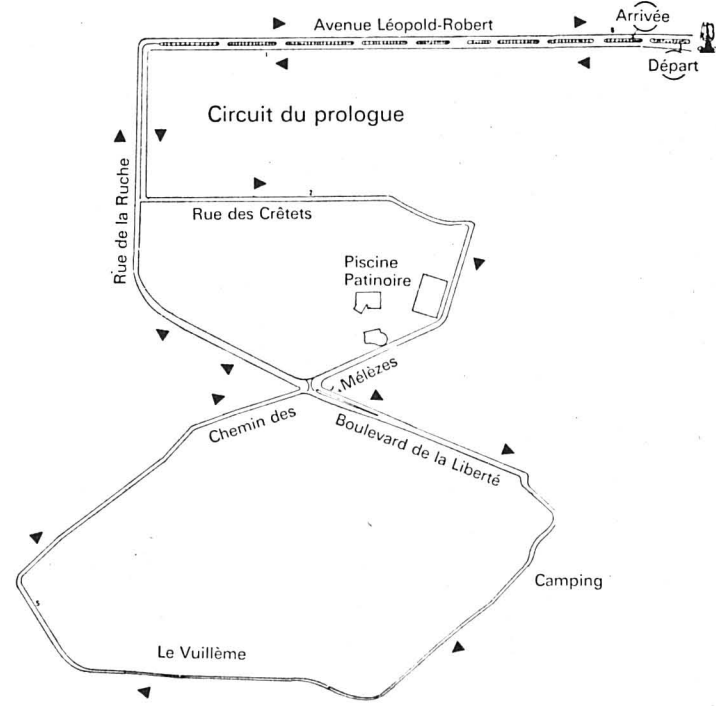 Arrivée
Avenue Léopold-Robert
Départ
Circuit du prologue
Rue de la Ruche
Rue des Crêtets
Piscine
Patinoire
Mélèzes
Chemin des
Boulevard de la Liberté
Camping
Le Vuillème